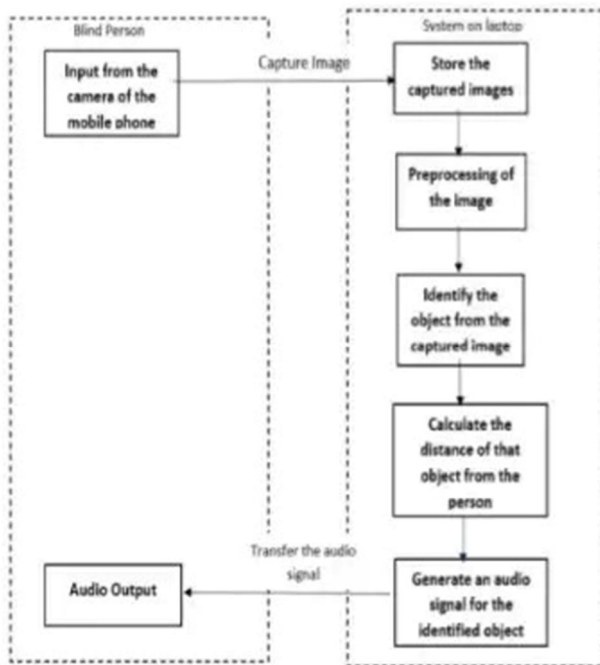 Blind Person
Input from the
camera of the
mobile phone
Capture Image
System on laptop
Store the
captured images
Preprocessing of
the image
Identify the
object from the
captured image
Calculate the
distance of that
object from the
person
Generate an audio
signal for the
identified object
Transfer the audio
signal
Audio Output